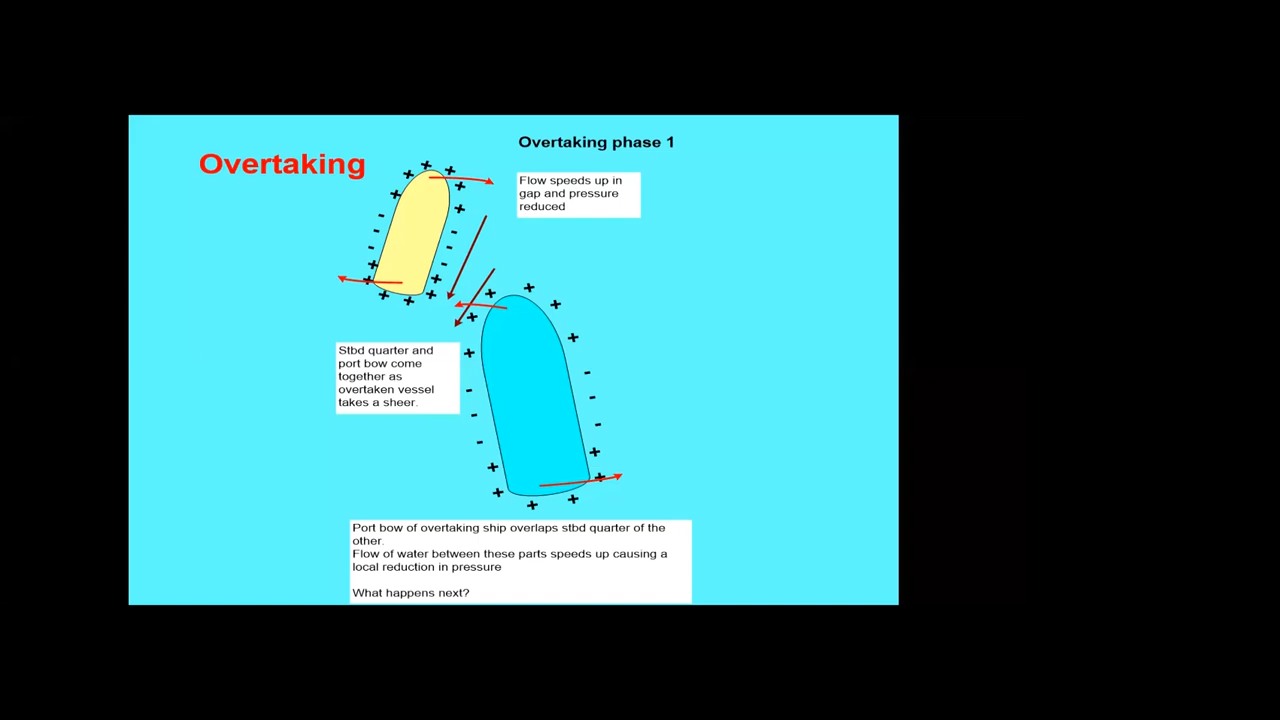 Overtaking phase 1
Overtaking
Flow speeds up in
gap and pressure
reduced
Stbd quarter and
port bow come
together as
overtaken vessel
takes a sheer.
Port bow of overtaking ship overlaps stbd quarter of the
other.
Flow of water between these parts speeds up causing a
local reduction in pressure
What happens next?